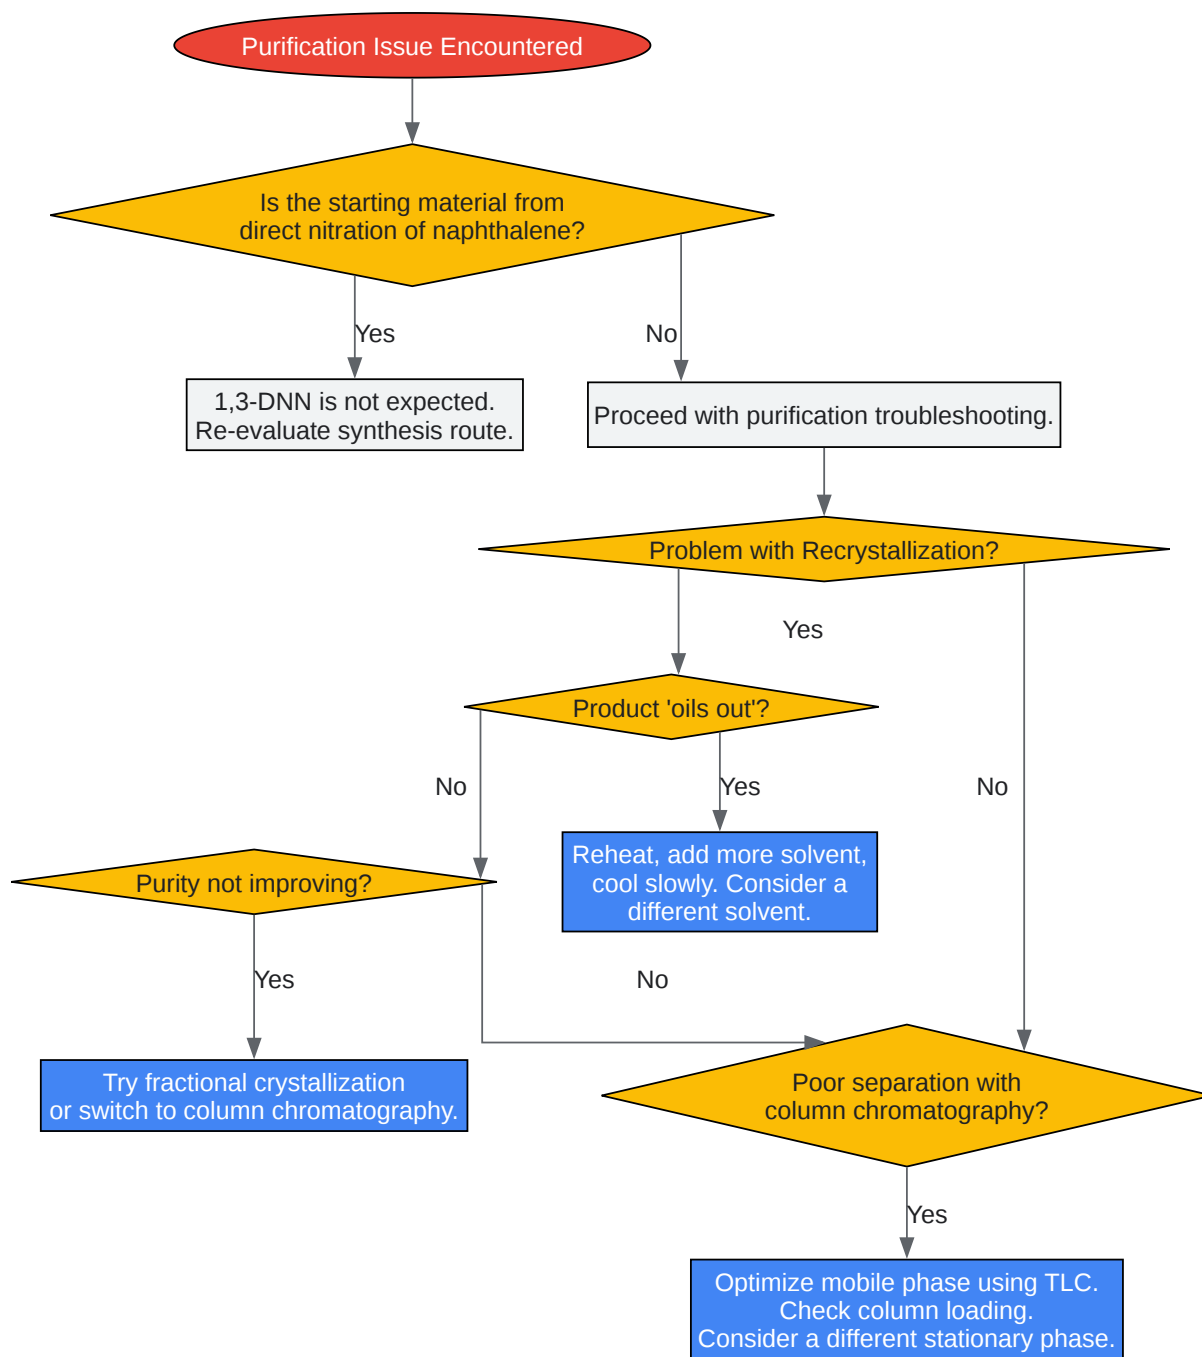 Purification Issue Encountered
Is the starting material from
direct nitration of naphthalene?
Yes
No
1,3-DNN is not expected.
Re-evaluate synthesis route.
Proceed with purification troubleshooting.
Problem with Recrystallization?
Yes
Product 'oils out'?
No
Yes
No
Reheat, add more solvent,
cool slowly. Consider a
different solvent.
Purity not improving?
Yes
No
Try fractional crystallization
or switch to column chromatography.
Poor separation with
column chromatography?
Yes
Optimize mobile phase using TLC.
Check column loading.
Consider a different stationary phase.